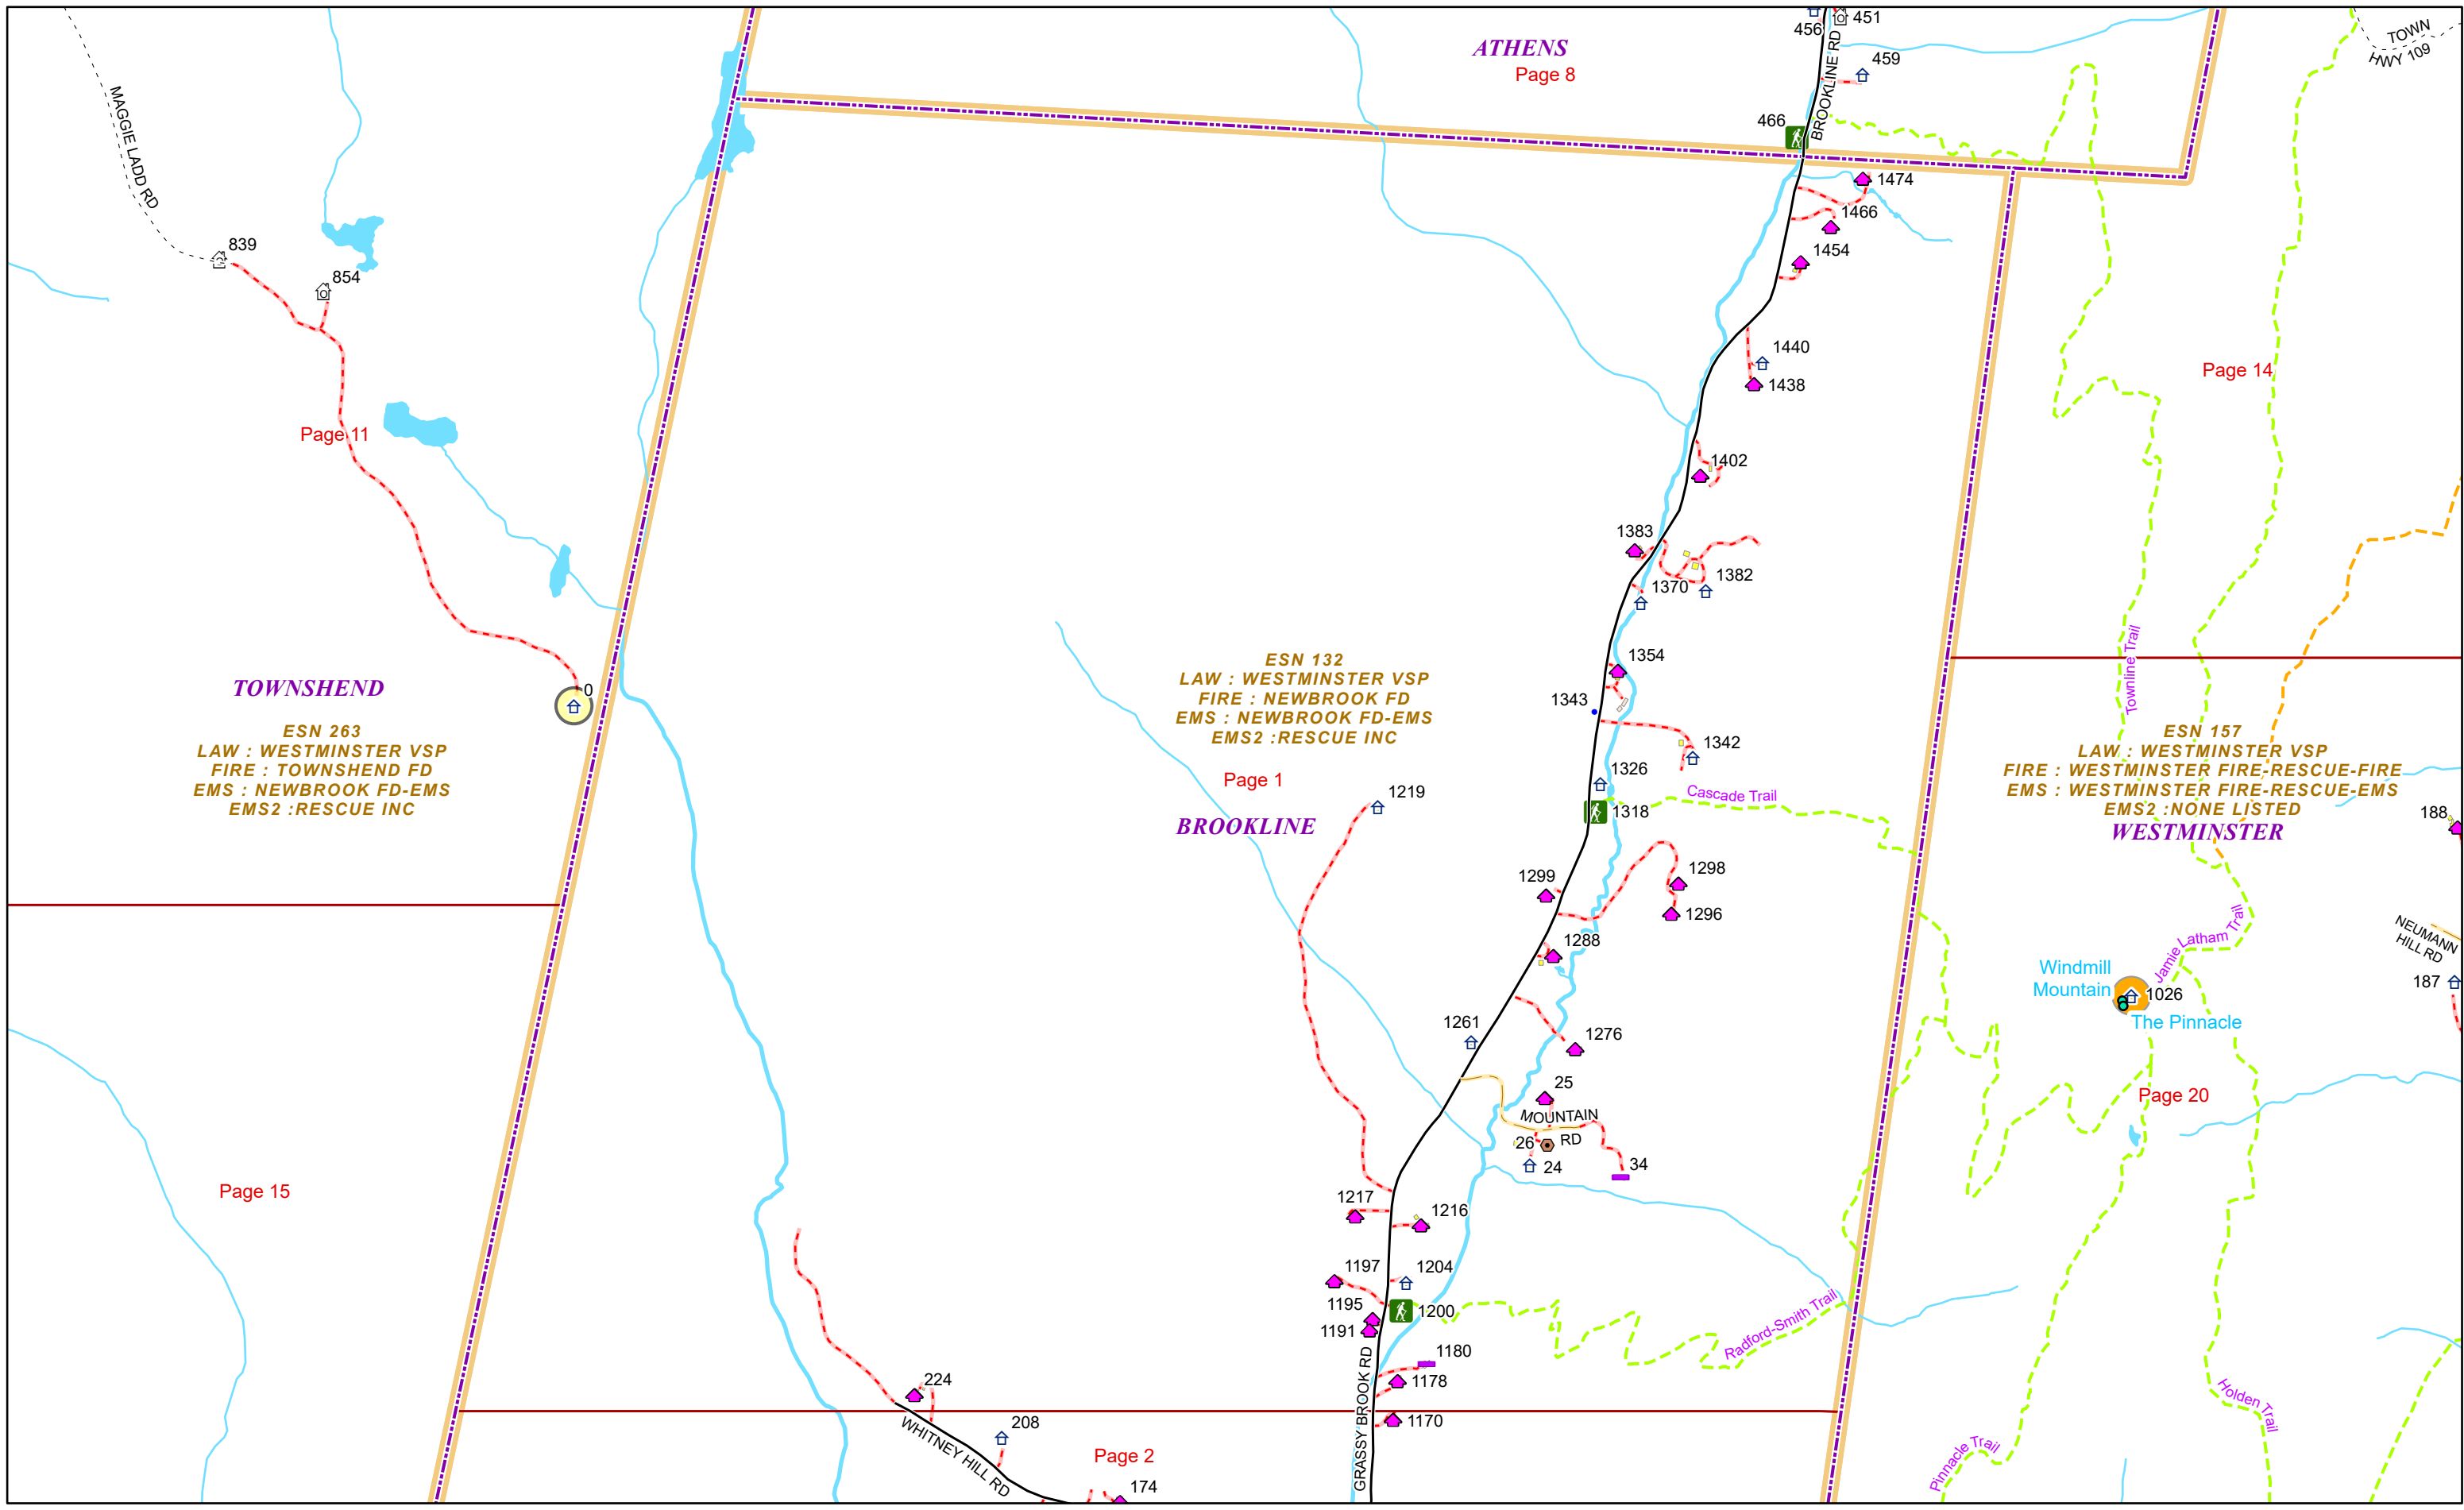 ATHENS
Page 8
456
451
BROOKLINE RD
459
466
TOWN
HWY 109
MAGGIE LADD RD
839
854
1474
1466
1454
1440
1438
Page 14
Page 11
1402
1383
1382
1370
TOWNSHEND
0
ESN 263
LAW : WESTMINSTER VSP
FIRE : TOWNSHEND FD
EMS : NEWBROOK FD-EMS
EMS2 :RESCUE INC
ESN 132
LAW : WESTMINSTER VSP
FIRE : NEWBROOK FD
EMS : NEWBROOK FD-EMS
EMS2 :RESCUE INC
Page 1
BROOKLINE
1354
1343
1342
1326
1318
Cascade Trail
Townline Trail
ESN 157
LAW : WESTMINSTER VSP
FIRE : WESTMINSTER FIRE-RESCUE-FIRE
EMS : WESTMINSTER FIRE-RESCUE-EMS
EMS2 :NONE LISTED
WESTMINSTER
188
1219
1299
1298
1296
1288
NEUMANN
HILL RD
187
Jamie Latham Trail
Windmill
Mountain
1026
The Pinnacle
1261
1276
25
MOUNTAIN
RD
26
24
34
Page 20
Page 15
1217
1216
1197
1204
1195
1200
1191
Radford-Smith Trail
1180
1178
1170
GRASSY BROOK RD
224
208
WHITNEY HILL RD
Page 2
174
Holden Trail
Pinnacle Trail